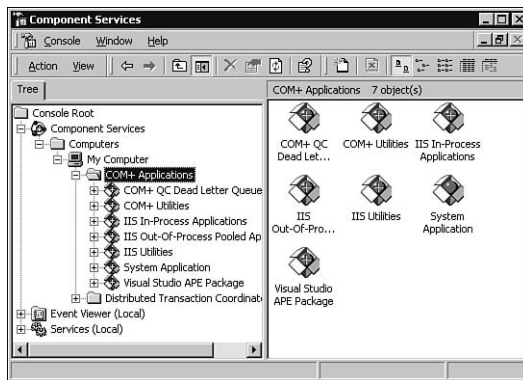 Component Services
Console Window Help
Action View
Tree
COM+ Applications 7 object(s)
Console Root
Component Services
Computers
My Computer
COM+ Applications
COM+ QC Dead Letter Queue
COM+ Utilities
IIS In-Process Applications
IIS Out-Of-Process Pooled Ap
IIS Utilities
System Application
Visual Studio APE Package
Distributed Transaction Coordinat
Event Viewer (Local)
Services (Local)
COM+ QC
Dead Let...
COM+ Utilities
IIS In-Process
Applications
IIS
Out-Of-Pro...
IIS Utilities
System
Application
Visual Studio
APE Package